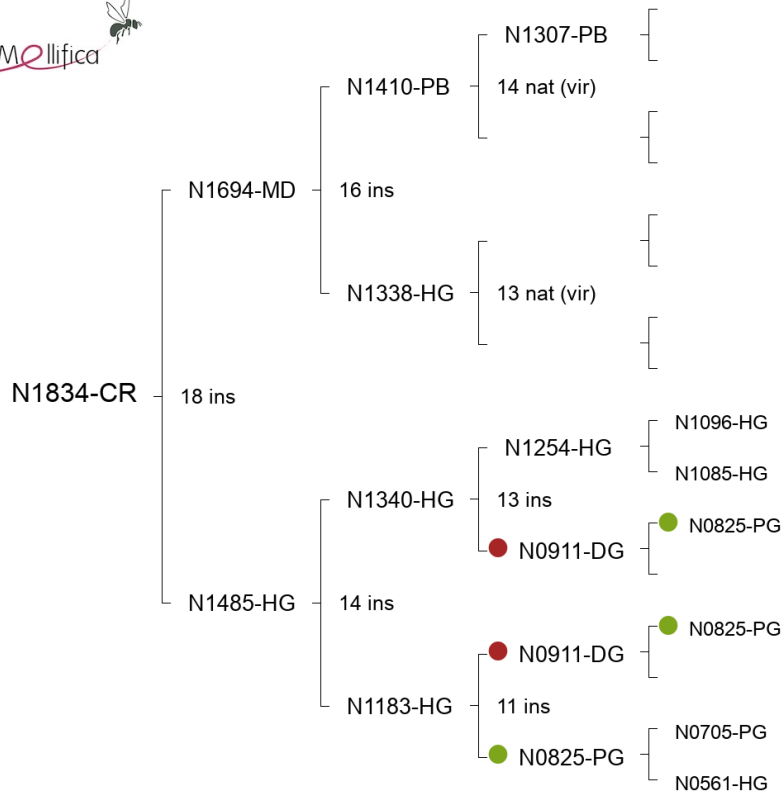 Mellifica
N1307-PB
N1410-PB
14 nat (vir)
N1694-MD
16 ins
N1338-HG
13 nat (vir)
N1834-CR
18 ins
N1096-HG
N1254-HG
N1085-HG
N1340-HG
13 ins
N0825-PG
N0911-DG
N1485-HG
14 ins
N0825-PG
N0911-DG
N1183-HG
11 ins
N0705-PG
N0825-PG
N0561-HG